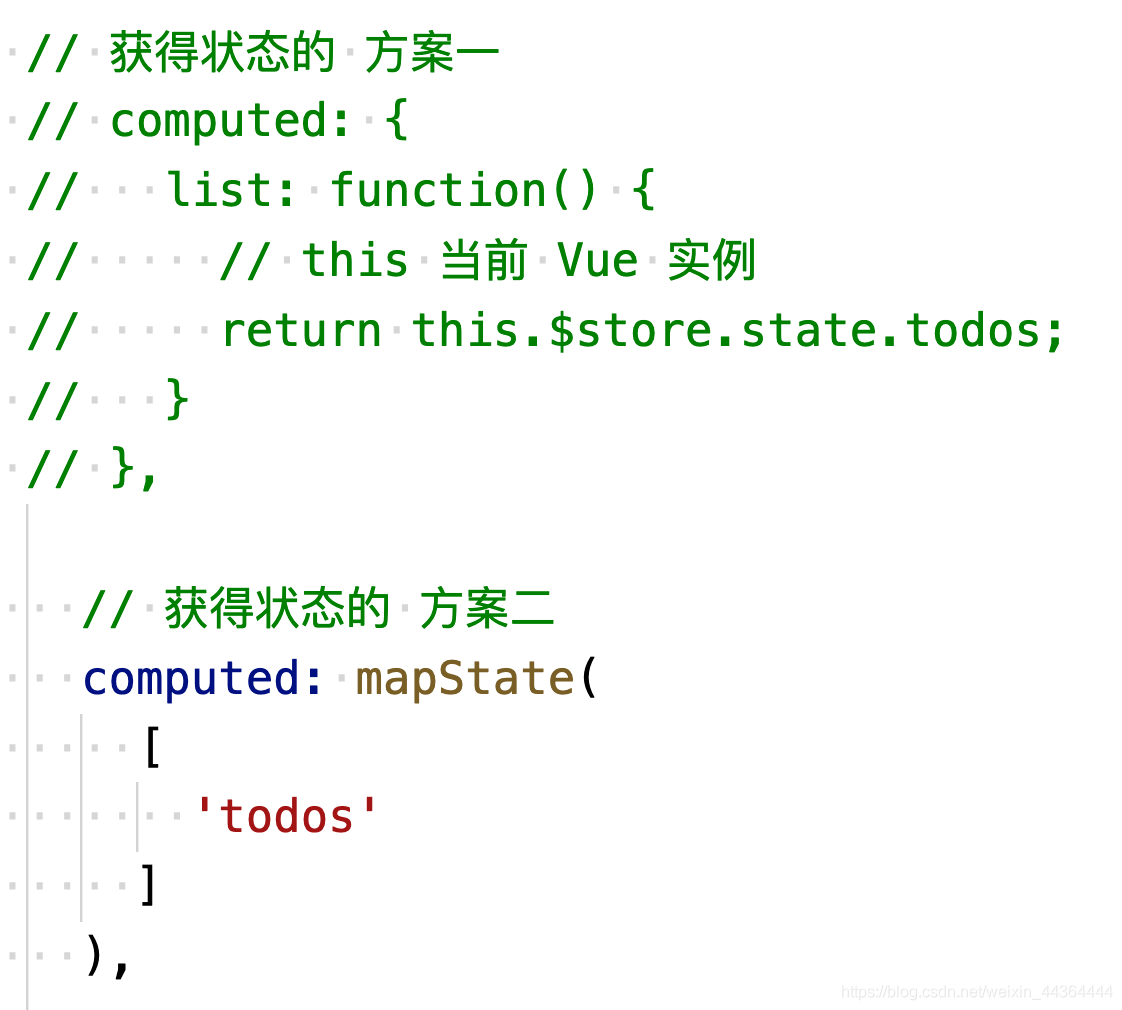 // 获得状态的 方案一
// computed: {
//   list: function() {
//     // this 当前 Vue 实例
//     return this.$store.state.todos;
//   }
// },
// 获得状态的 方案二
computed: mapState(
[
'todos'
]
),
https://blog.csdn.net/weixin_44364444